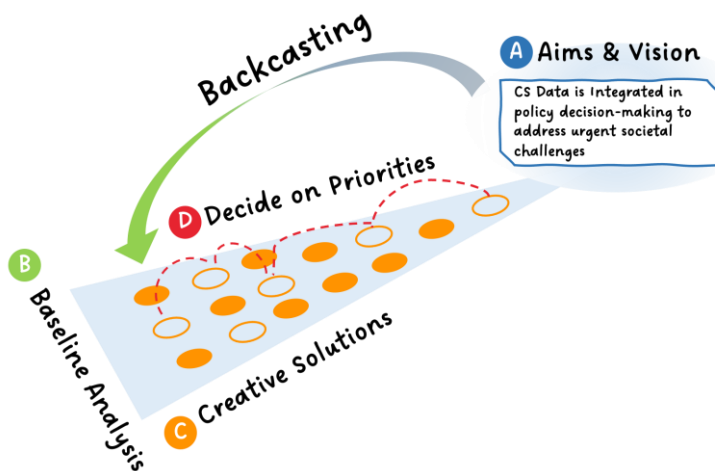 Backcasting
A Aims & Vision
CS Data is Integrated in
policy decision-making to
address urgent societal
challenges
D Decide on Priorities
B Baseline Analysis
C Creative Solutions